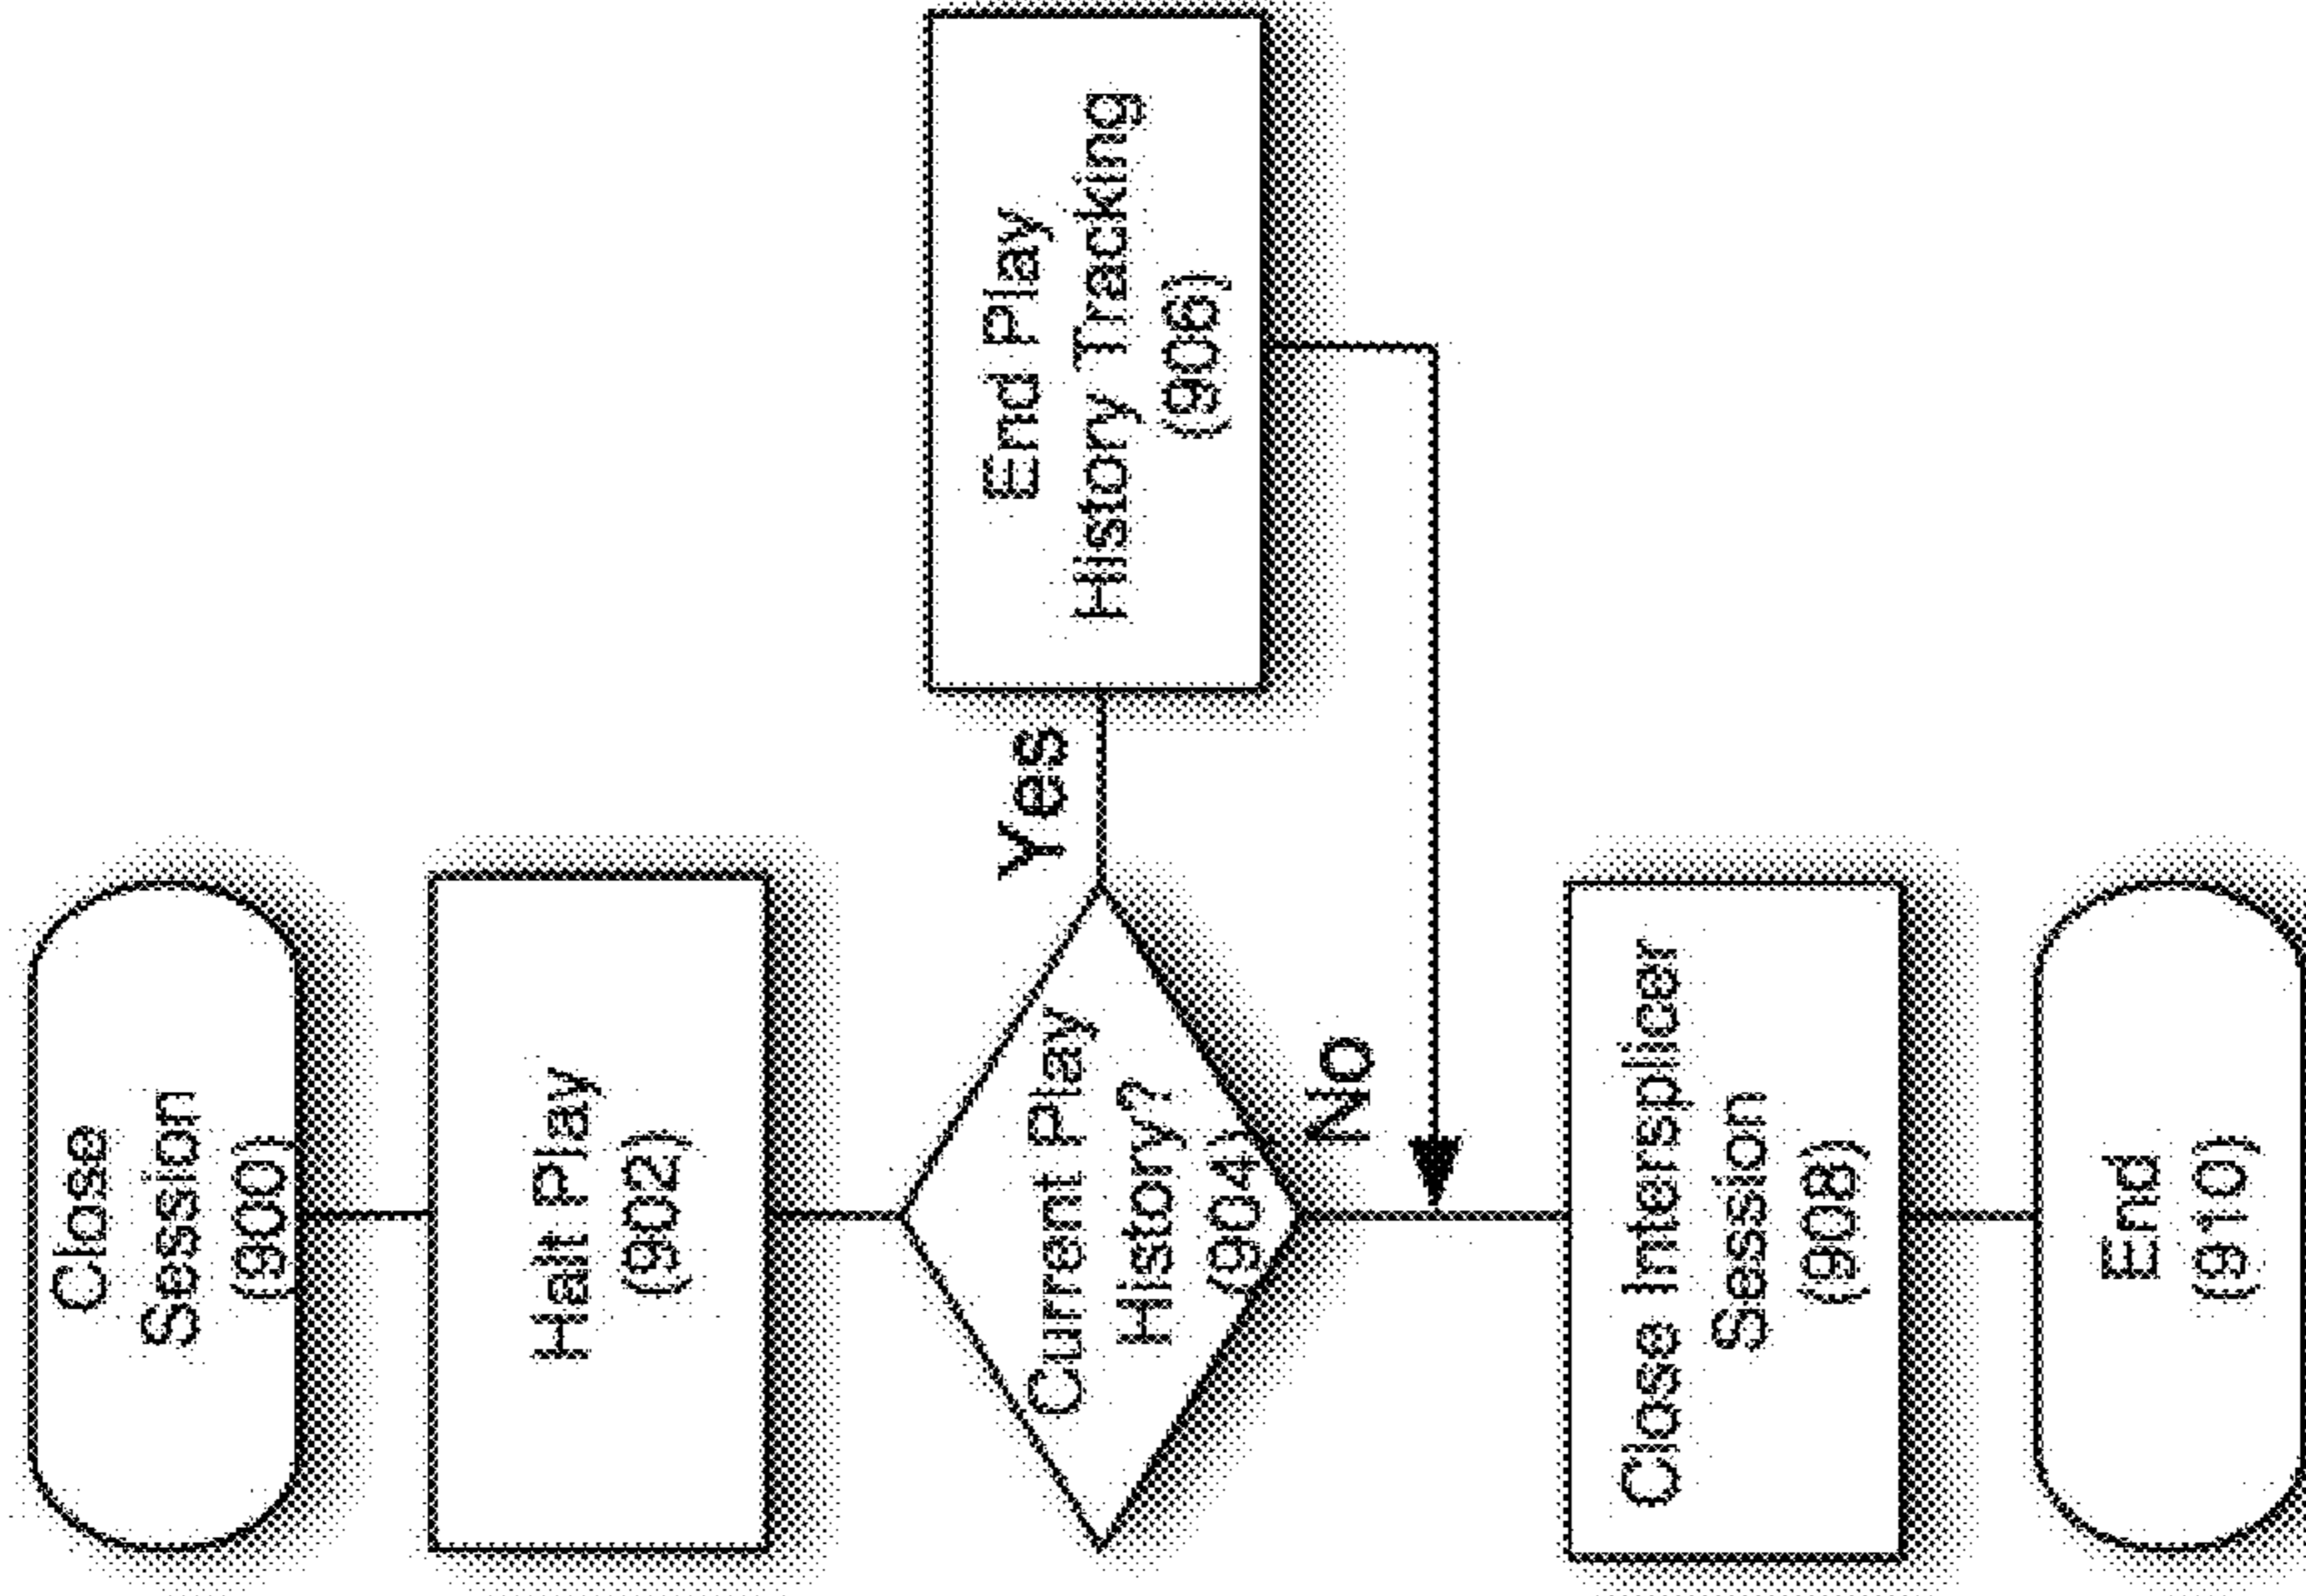 Close
Session
(900)
Halt Play
(902)
Current Play
History?
(904)
Yes
End Play
History Tracking
(906)
No
Close Intersplicer
Session
(908)
End
(910)